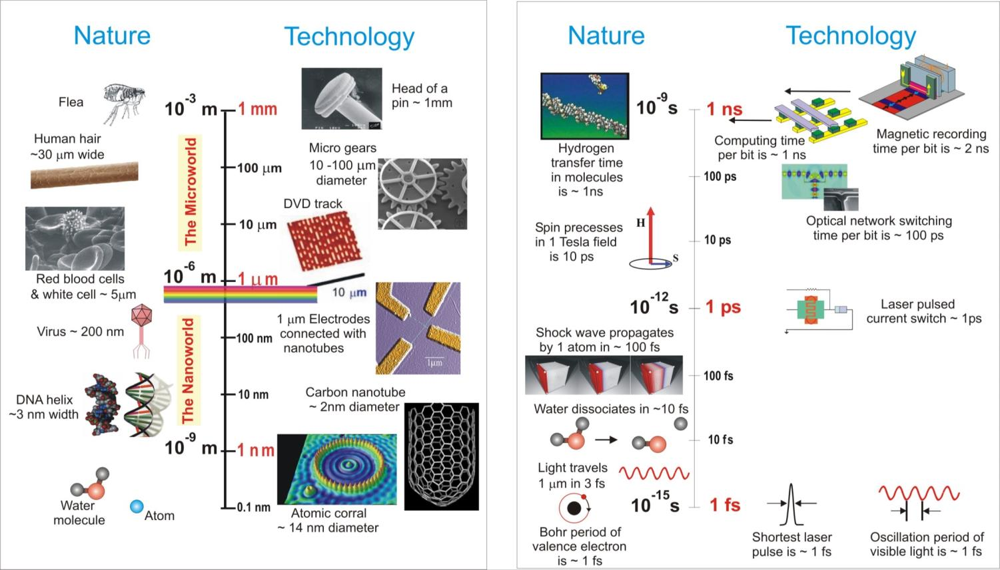 Nature
Technology
Flea
10⁻³ m
1 mm
Head of a
pin ~ 1mm
Human hair
~30 μm wide
The Microworld
100 μm
Micro gears
10 -100 μm
diameter
DVD track
10 μm
Red blood cells
& white cell ~ 5μm
10⁻⁶ m
1 μm
10 μm
Virus ~ 200 nm
The Nanoworld
1 μm Electrodes
connected with
nanotubes
1μm
100 nm
DNA helix
~3 nm width
10 nm
Carbon nanotube
~ 2nm diameter
10⁻⁹ m
1 nm
Water
molecule
Atom
0.1 nm
Atomic corral
~ 14 nm diameter
Nature
Technology
10⁻⁹s
1 ns
Hydrogen
transfer time
in molecules
is ~ 1ns
Computing time
per bit is ~ 1 ns
Magnetic recording
time per bit is ~ 2 ns
100 ps
Optical network switching
time per bit is ~ 100 ps
Spin precesses
in 1 Tesla field
is 10 ps
H
S
10 ps
10⁻¹²s
1 ps
Laser pulsed
current switch ~ 1ps
Shock wave propagates
by 1 atom in ~ 100 fs
100 fs
Water dissociates in ~10 fs
10 fs
Light travels
1 μm in 3 fs
10⁻¹⁵s
1 fs
Bohr period of
valence electron
is ~ 1 fs
Shortest laser
pulse is ~ 1 fs
Oscillation period of
visible light is ~ 1 fs